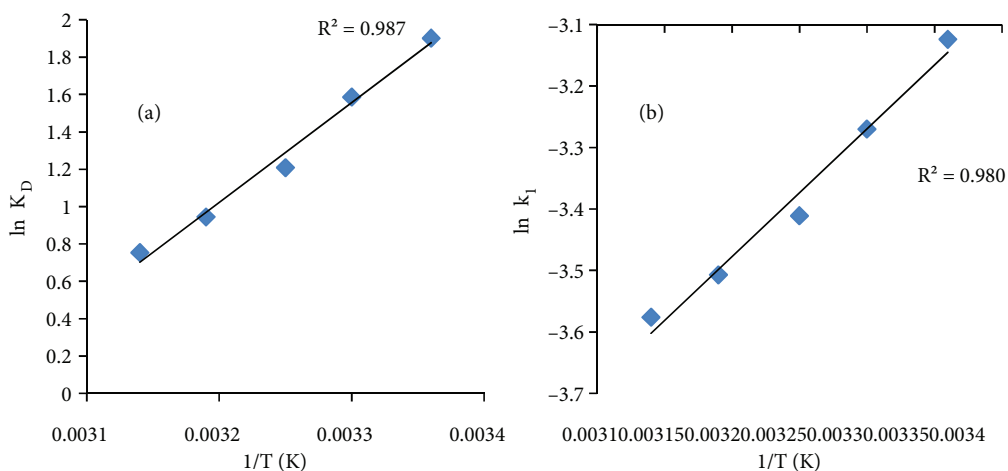 2
1.8
1.6
1.4
1.2
1
0.8
0.6
0.4
0.2
0
ln K_D
R² = 0.987
(a)
0.0031 0.0032 0.0033 0.0034
1/T (K)
−3.1
−3.2
−3.3
−3.4
−3.5
−3.6
−3.7
ln k_1
(b)
R² = 0.980
0.00310.003150.00320.003250.00330.003350.0034
1/T (K)